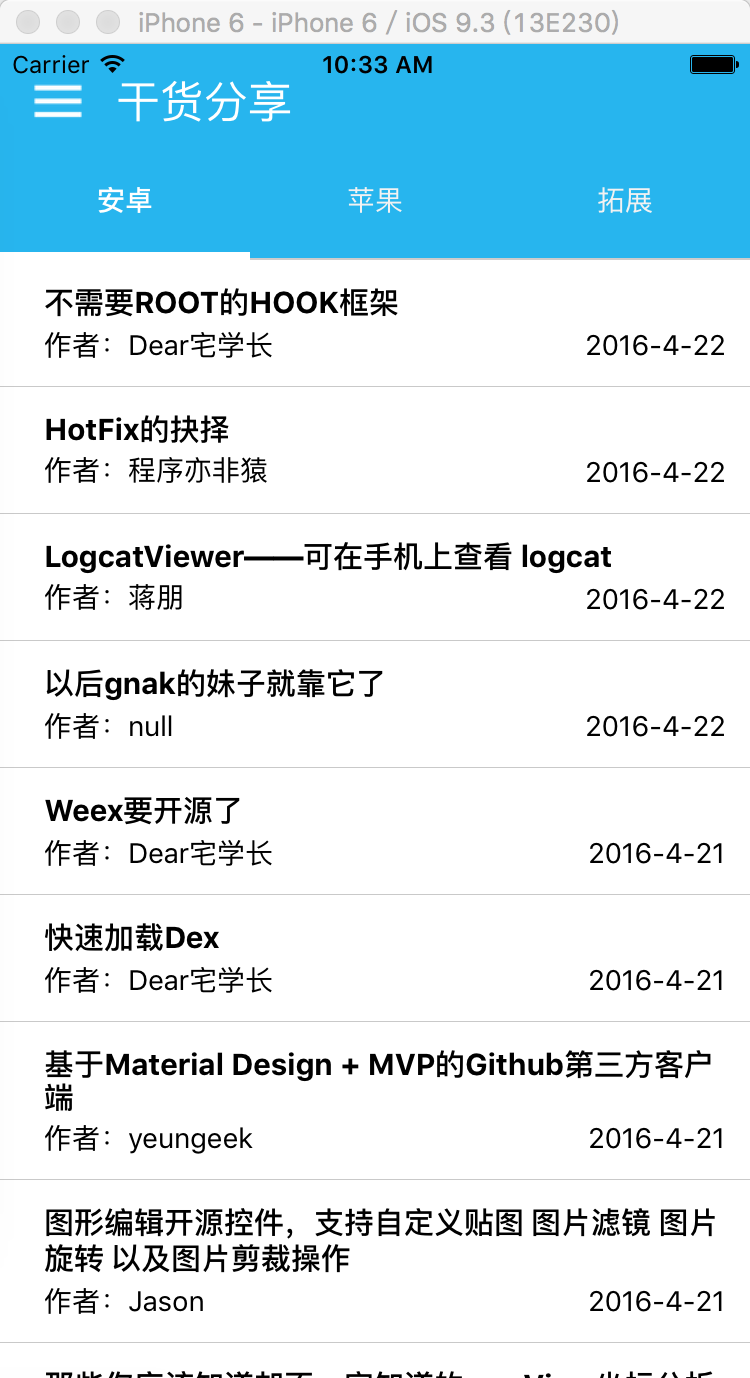 iPhone 6 - iPhone 6 / iOS 9.3 (13E230)
Carrier 10:33 AM
干货分享
安卓 苹果 拓展
不需要ROOT的HOOK框架
作者：Dear宅学长 2016-4-22
HotFix的抉择
作者：程序亦非猿 2016-4-22
LogcatViewer——可在手机上查看 logcat
作者：蒋朋 2016-4-22
以后gnak的妹子就靠它了
作者：null 2016-4-22
Weex要开源了
作者：Dear宅学长 2016-4-21
快速加载Dex
作者：Dear宅学长 2016-4-21
基于Material Design + MVP的Github第三方客户
端
作者：yeungeek 2016-4-21
图形编辑开源控件，支持自定义贴图 图片滤镜 图片
旋转 以及图片剪裁操作
作者：Jason 2016-4-21